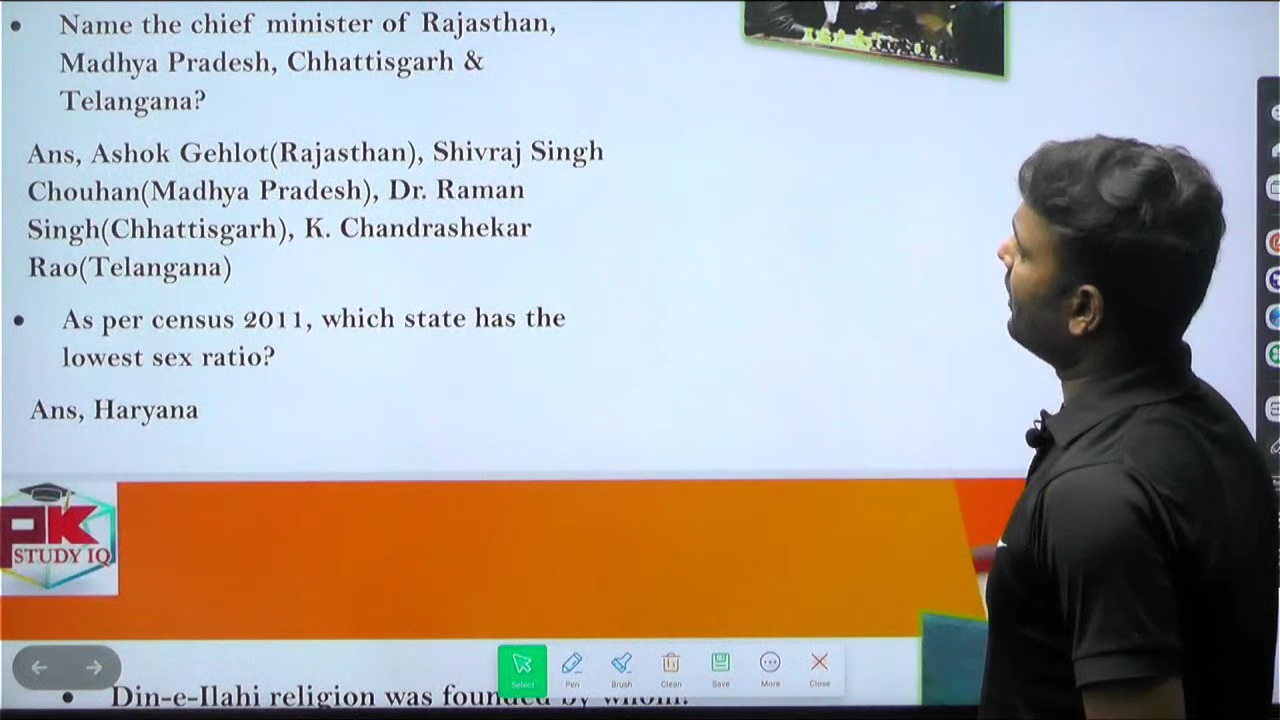 • Name the chief minister of Rajasthan,
Madhya Pradesh, Chhattisgarh &
Telangana?
Ans, Ashok Gehlot(Rajasthan), Shivraj Singh
Chouhan(Madhya Pradesh), Dr. Raman
Singh(Chhattisgarh), K. Chandrashekar
Rao(Telangana)
• As per census 2011, which state has the
lowest sex ratio?
Ans, Haryana
PK
STUDY IQ
Select Pen Brush Clean Save More Close
• Din-e-Ilahi religion was founded by whom?